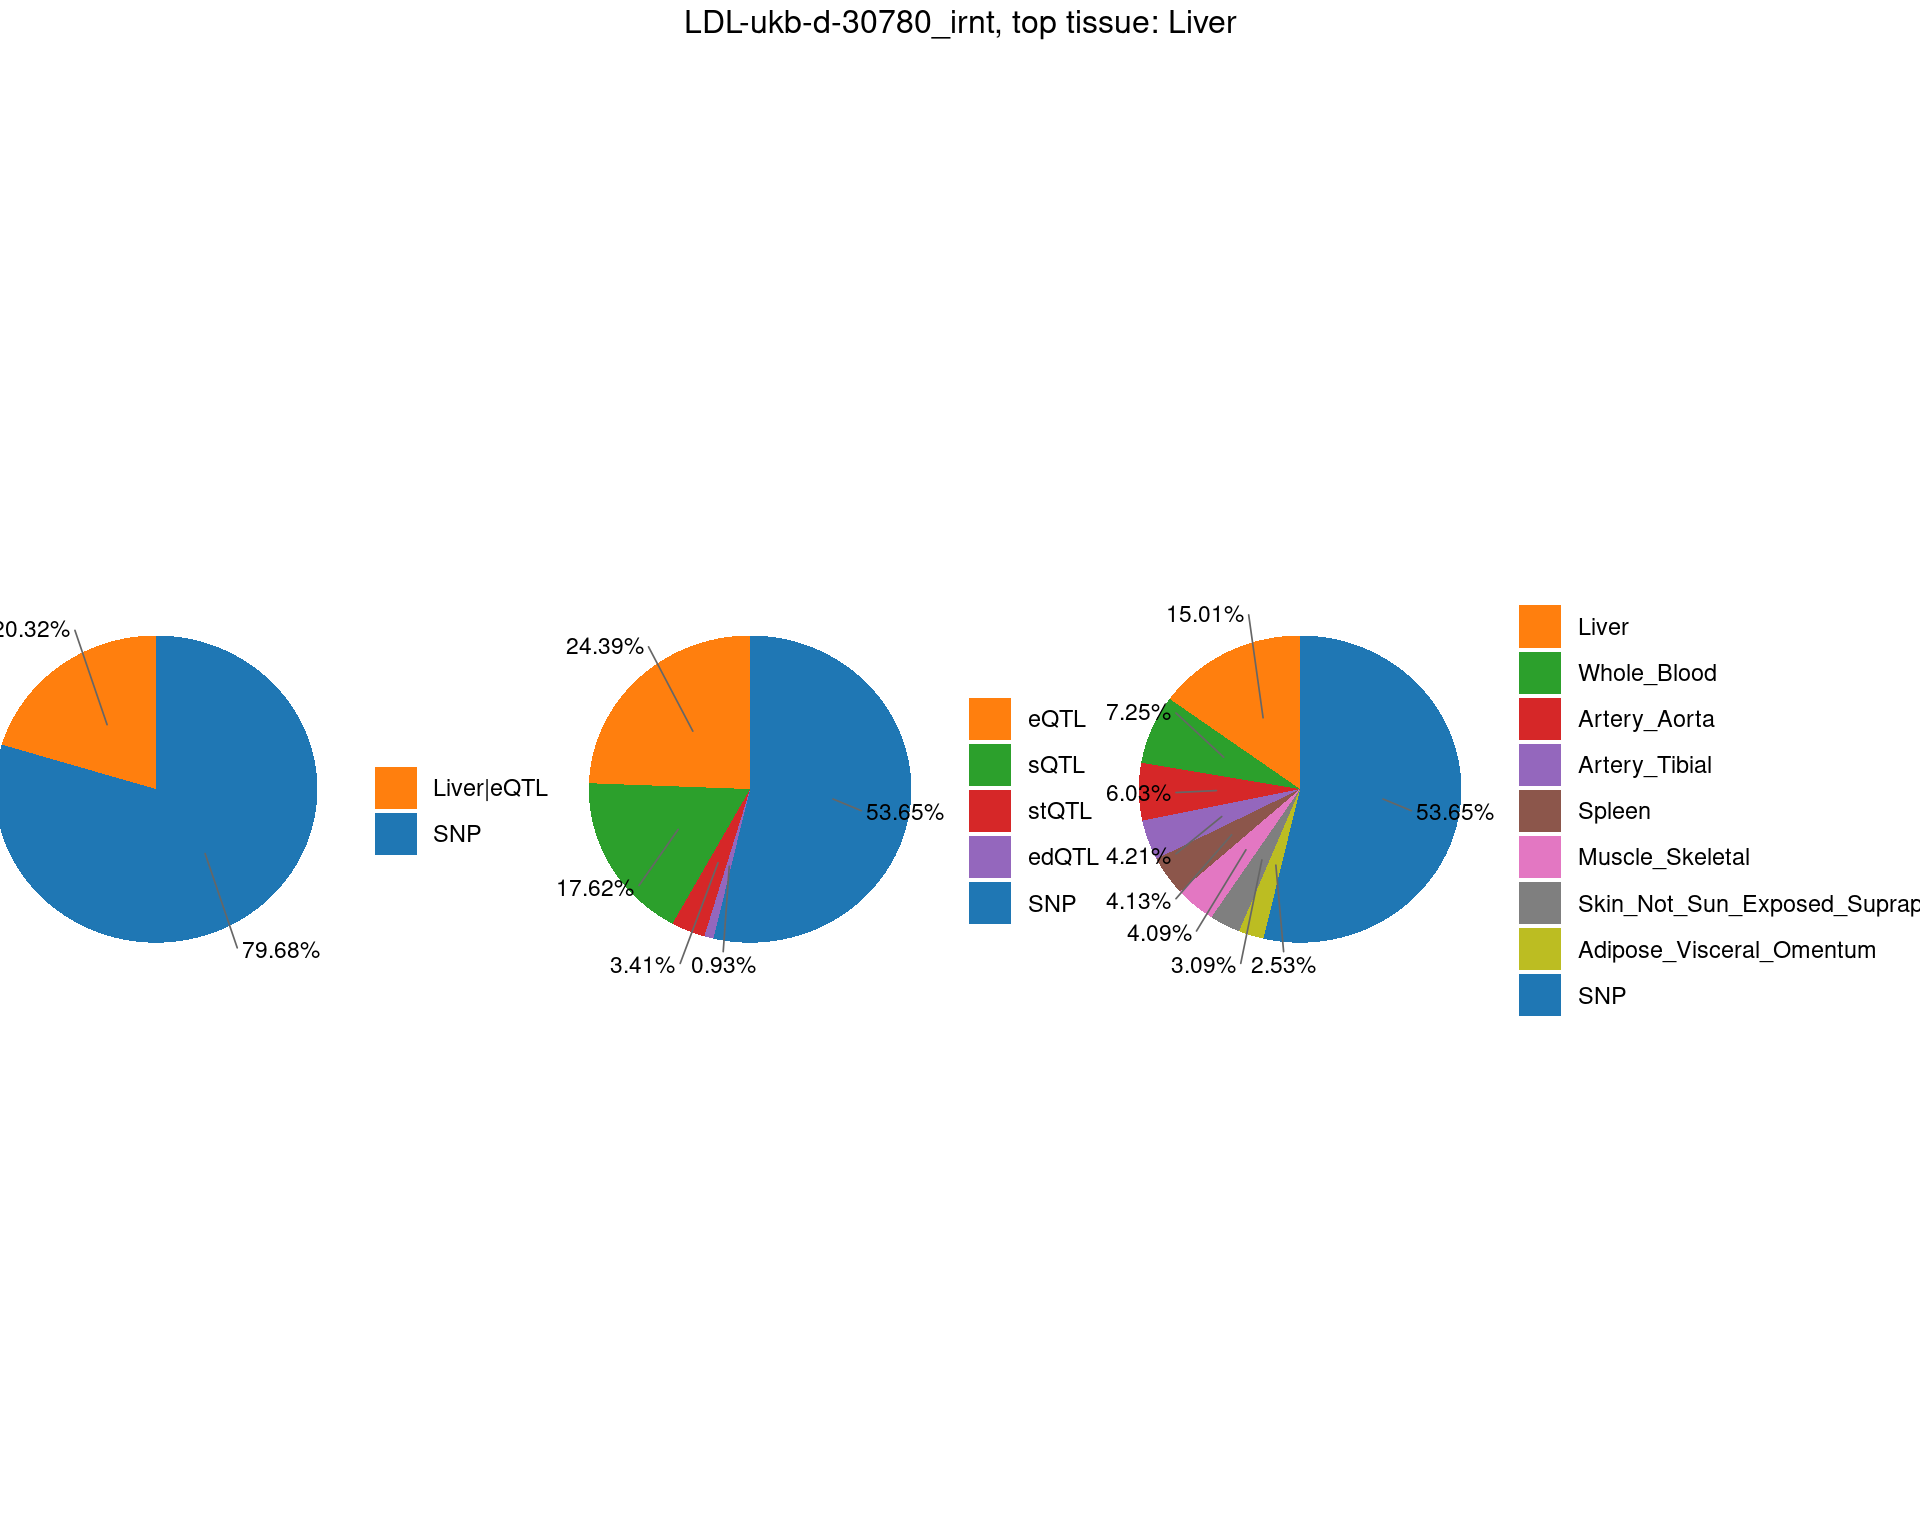 LDL-ukb-d-30780_irnt, top tissue: Liver
20.32%
79.68%
Liver|eQTL
SNP
24.39%
17.62%
3.41%
0.93%
53.65%
eQTL
sQTL
stQTL
edQTL
SNP
15.01%
7.25%
6.03%
4.21%
4.13%
4.09%
3.09%
2.53%
53.65%
Liver
Whole_Blood
Artery_Aorta
Artery_Tibial
Spleen
Muscle_Skeletal
Skin_Not_Sun_Exposed_Suprap
Adipose_Visceral_Omentum
SNP